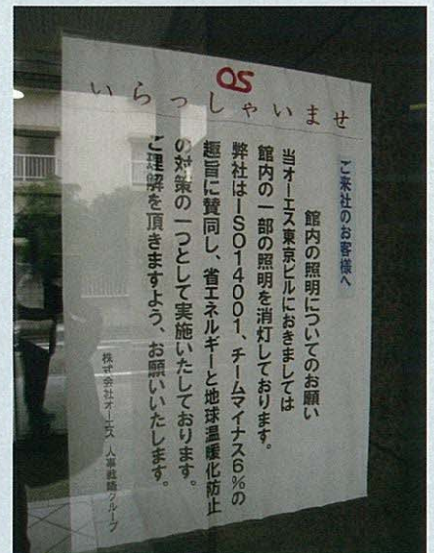 OS
いらっしゃいませ
ご来社のお客様へ
館内の照明についてのお願い
当オーエス東京ビルにおきましては
館内の一部の照明を消灯しております。
弊社はISO14001、チームマイナス6%の
趣旨に賛同し、省エネルギーと地球温暖化防止
の対策の一つとして実施いたしております。
ご理解を頂きますよう、お願いいたします。
株式会社オーエス 人事戦略グループ